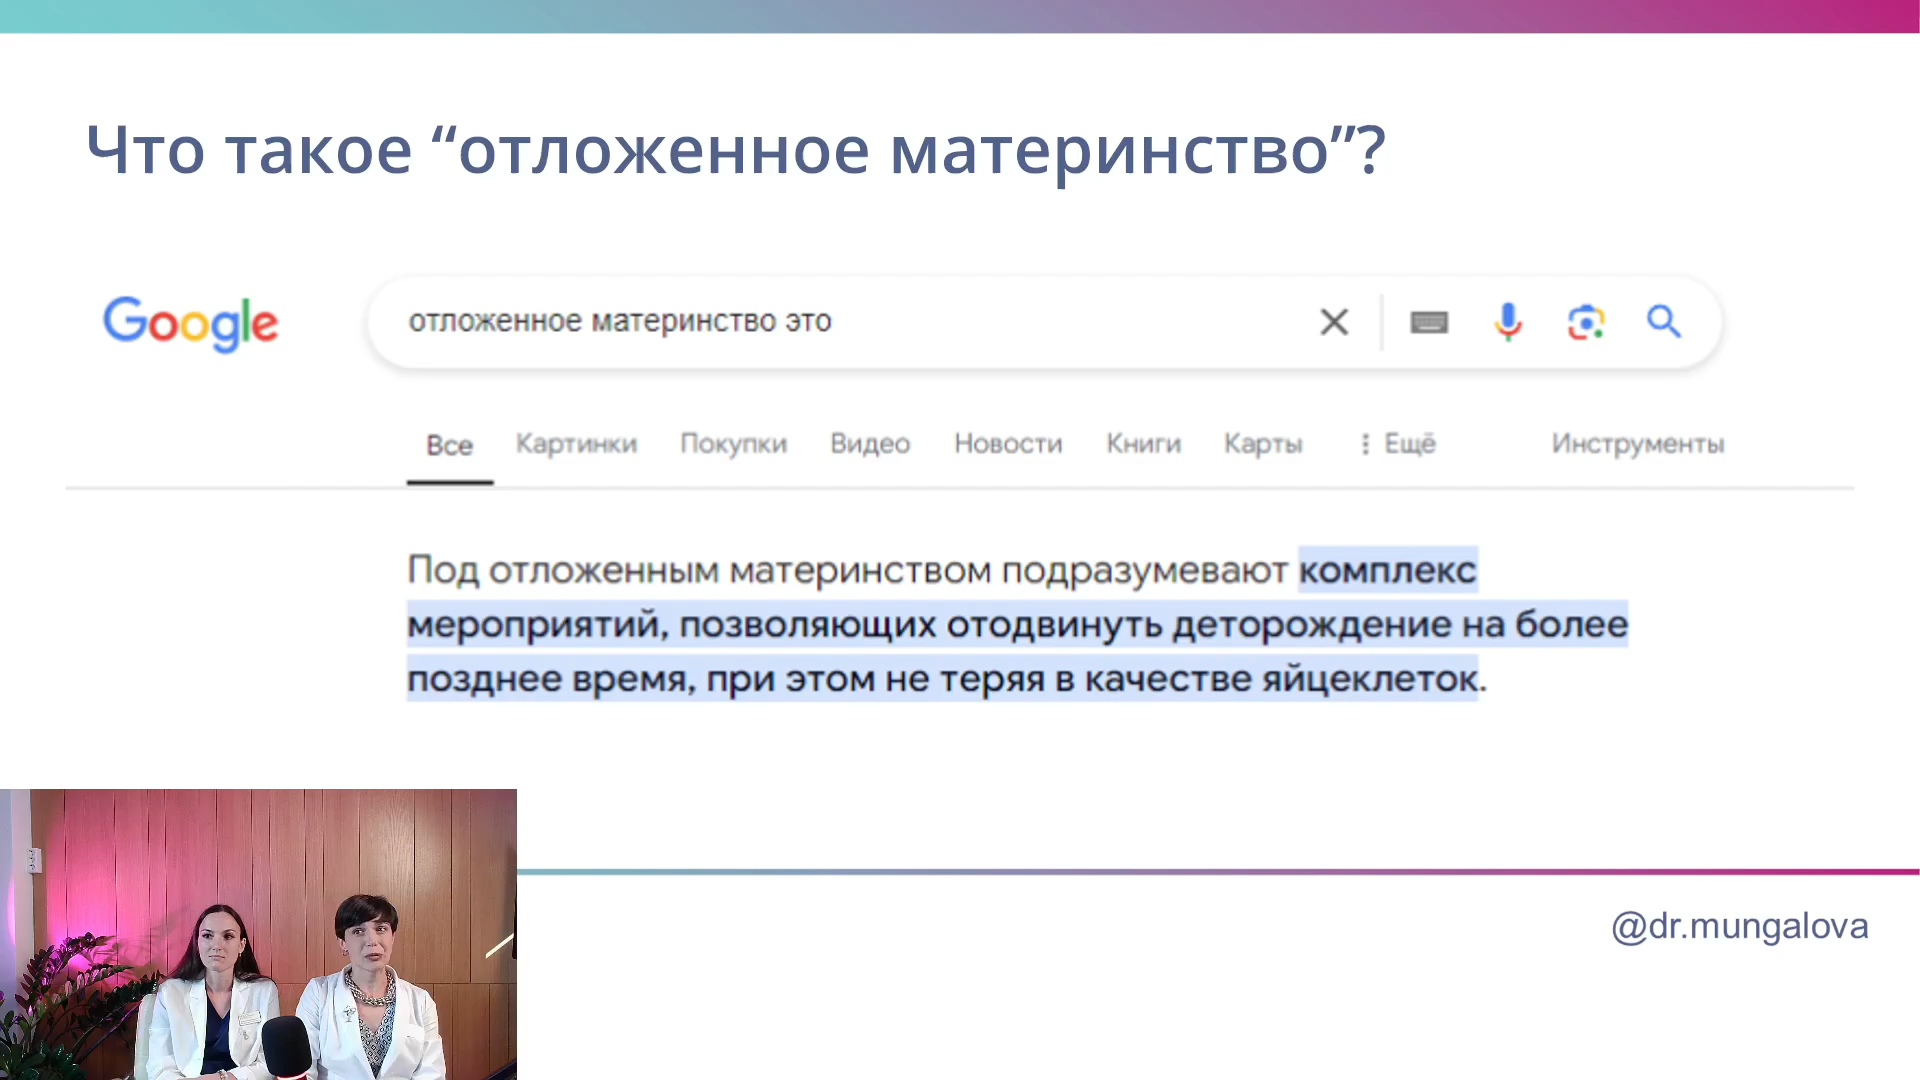 Что такое “отложенное материнство”?
Google
отложенное материнство это
Все Картинки Покупки Видео Новости Книги Карты Ещё Инструменты
Под отложенным материнством подразумевают комплекс
мероприятий, позволяющих отодвинуть деторождение на более
позднее время, при этом не теряя в качестве яйцеклеток.
@dr.mungalova